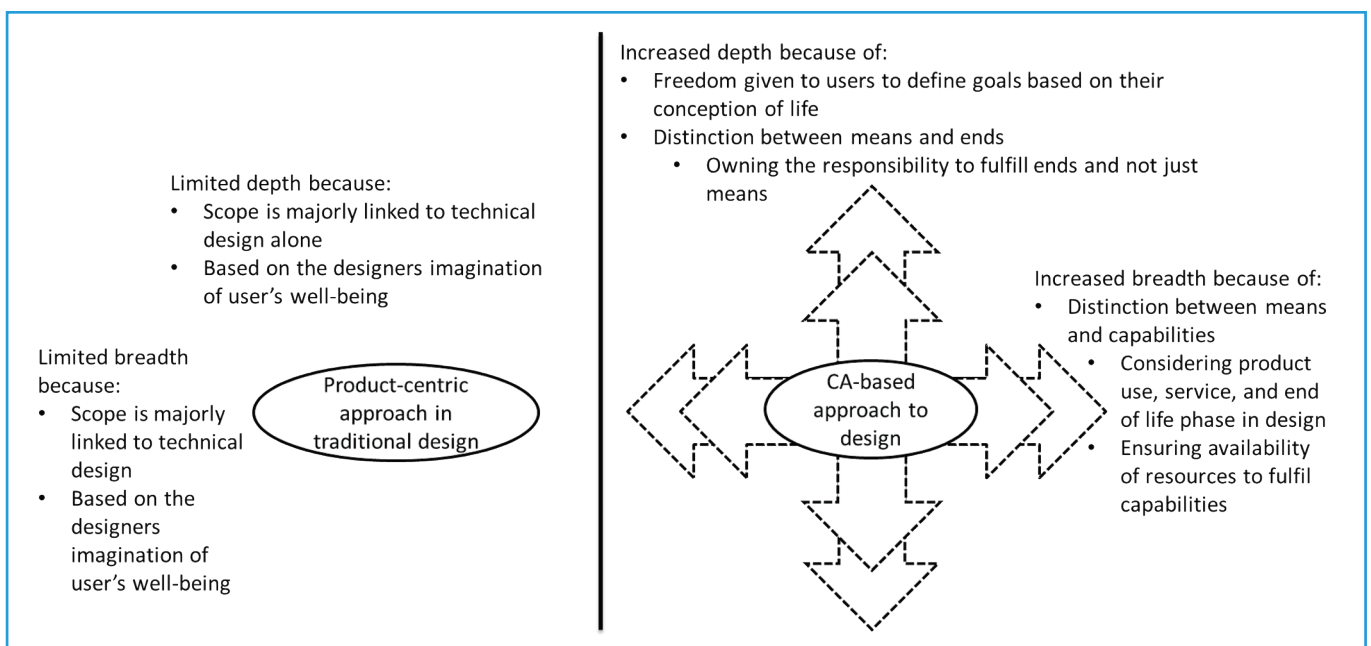 Limited depth because:
• Scope is majorly linked to technical
design alone
• Based on the designers imagination
of user's well-being
Limited breadth
because:
• Scope is majorly
linked to technical
design
• Based on the
designers
imagination of
user's well-being
Product-centric
approach in
traditional design
Increased depth because of:
• Freedom given to users to define goals based on their
conception of life
• Distinction between means and ends
• Owning the responsibility to fulfill ends and not just
means
CA-based
approach to
design
Increased breadth because of:
• Distinction between means
and capabilities
• Considering product
use, service, and end
of life phase in design
• Ensuring availability
of resources to fulfil
capabilities